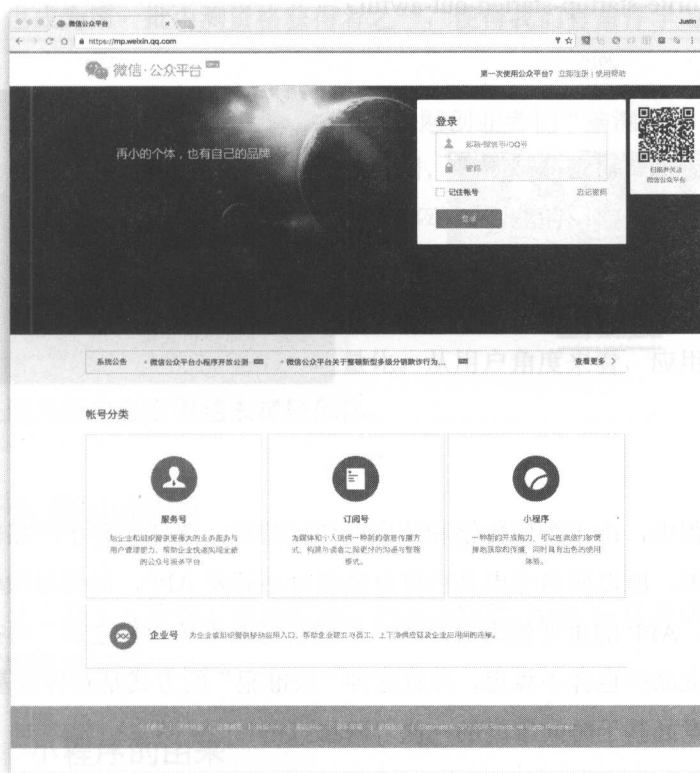 微信公众平台
Justin
https://mp.weixin.qq.com
微信·公众平台
第一次使用公众平台? 立即注册 | 使用帮助
再小的个体,也有自己的品牌
登录
邮箱/微信号/QQ号
密码
记住帐号 忘记密码
登录
扫描并关注
微信公众平台
系统公告 微信公众平台小程序开放公测 微信公众平台关于整顿新型多级分销欺诈行为... 查看更多
帐号分类
服务号
给企业和组织提供更强大的业务服务与
用户管理能力,帮助企业快速实现全新
的公众号服务平台
订阅号
为媒体和个人提供一种新的信息传播方
式,构建与读者之间更好的沟通与管理
模式。
小程序
一种新的开放能力,可以在微信内被便
捷地获取和传播,同时具有出色的使用
体验。
企业号 为企业或组织提供移动应用入口,帮助企业建立与员工、上下游供应链及企业应用间的连接。